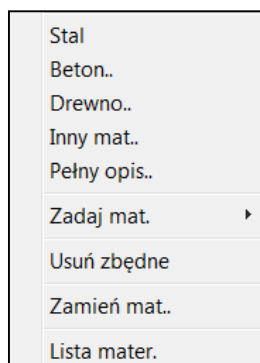 Stal
Beton..
Drewno..
Inny mat..
Pełny opis..
Zadaj mat.
Usuń zbędne
Zamień mat..
Lista mater.